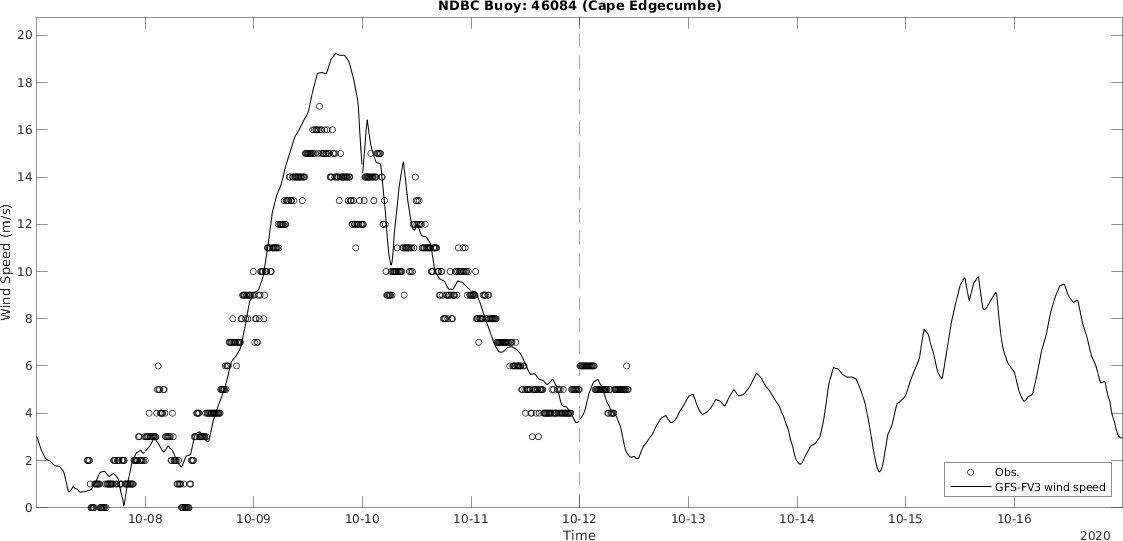 NDBC Buoy: 46084 (Cape Edgecumbe)
20
18
16
14
12
10
8
6
4
2
0
Wind Speed (m/s)
Obs.
GFS-FV3 wind speed
10-08 10-09 10-10 10-11 10-12 10-13 10-14 10-15 10-16
Time
2020